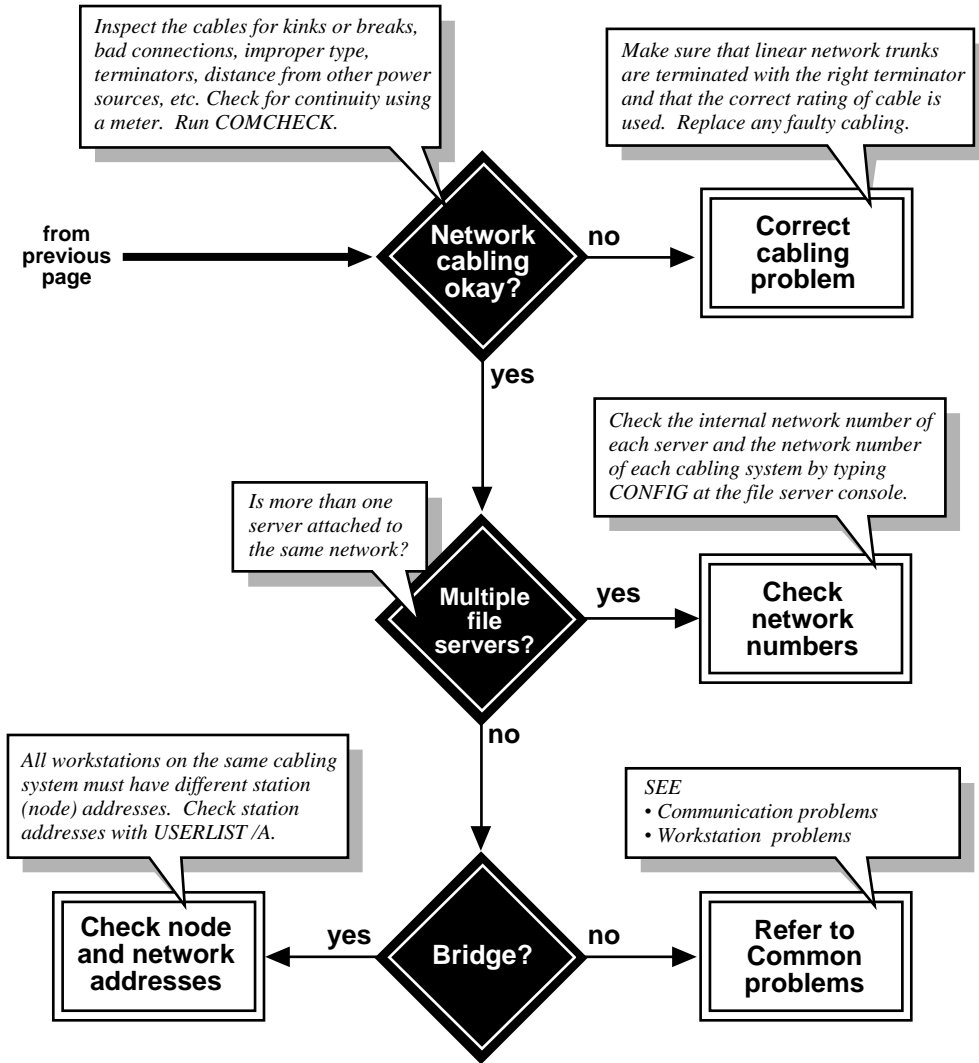 Inspect the cables for kinks or breaks,
bad connections, improper type,
terminators, distance from other power
sources, etc. Check for continuity using
a meter.  Run COMCHECK.
Make sure that linear network trunks
are terminated with the right terminator
and that the correct rating of cable is
used.  Replace any faulty cabling.
from
previous
page
Network
cabling
okay?
no
Correct
cabling
problem
yes
Check the internal network number of
each server and the network number
of each cabling system by typing
CONFIG at the file server console.
Is more than one
server attached to
the same network?
Multiple
file
servers?
yes
Check
network
numbers
no
All workstations on the same cabling
system must have different station
(node) addresses.  Check station
addresses with USERLIST /A.
SEE
• Communication problems
• Workstation  problems
Check node
and network
addresses
yes
Bridge?
no
Refer to
Common
problems